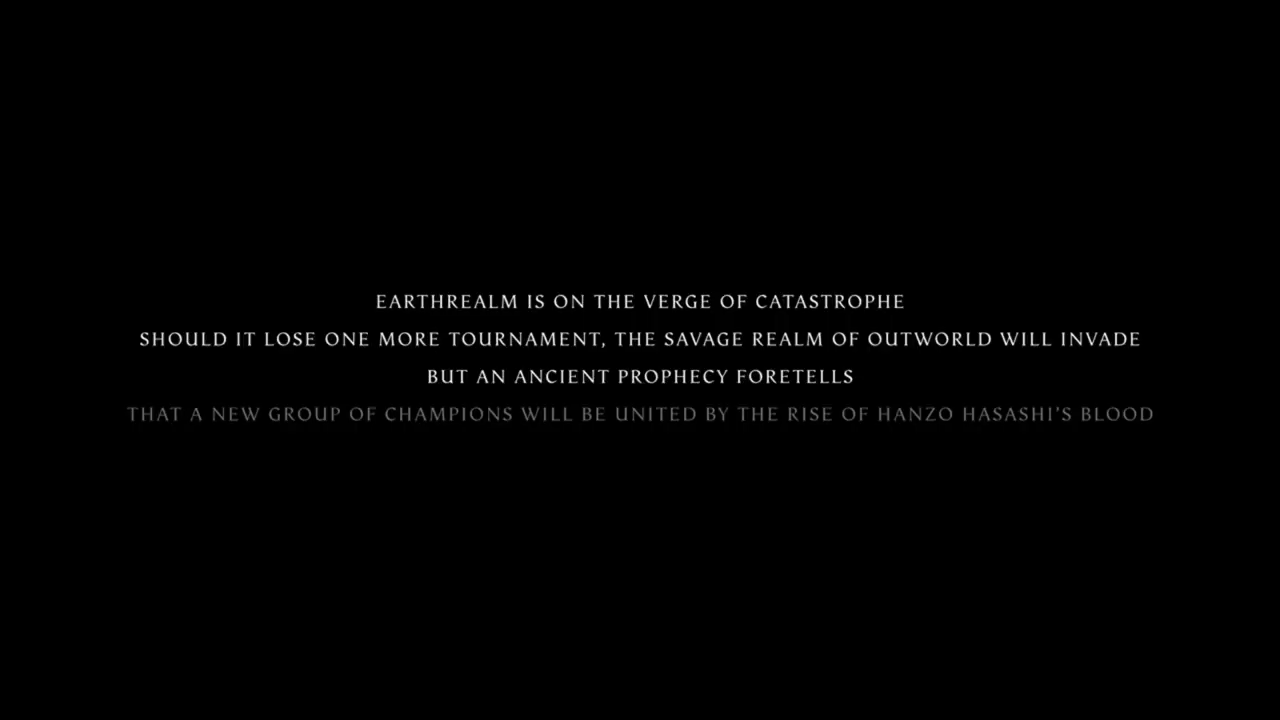 EARTHREALM IS ON THE VERGE OF CATASTROPHE
SHOULD IT LOSE ONE MORE TOURNAMENT, THE SAVAGE REALM OF OUTWORLD WILL INVADE
BUT AN ANCIENT PROPHECY FORETELLS
THAT A NEW GROUP OF CHAMPIONS WILL BE UNITED BY THE RISE OF HANZO HASASHI'S BLOOD